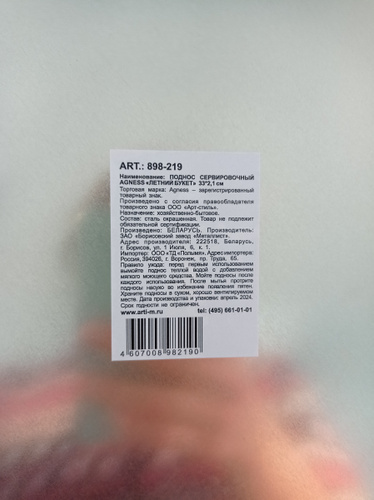 ART.: 898-219
Наименование: ПОДНОС СЕРВИРОВОЧНЫЙ
AGNESS «ЛЕТНИЙ БУКЕТ» 33*2,1 см
Торговая марка: Agness – зарегистрированный
товарный знак.
Произведено с согласия правообладателя
товарного знака ООО «Арт-стиль».
Назначение: хозяйственно-бытовое.
Состав: сталь окрашенная. Товар не подлежит
обязательной сертификации.
Произведено: БЕЛАРУСЬ. Производитель:
ЗАО «Борисовский завод «Металлист».
Адрес производителя: 222518, Беларусь,
г. Борисов, ул. 1 Июля, 6, к. 1.
Импортер: ООО «ТД «Полымя». Адрес импортера:
Россия, 394026, г. Воронеж, пр. Труда, 65.
Правило ухода: перед первым использованием
вымойте поднос теплой водой с добавлением
мягкого моющего средства. Мойте подносы после
каждого использования. После мытья протрите
подносы насухо во избежание появления пятен.
Храните подносы в сухом, хорошо вентилируемом
месте. Дата производства и упаковки: апрель 2024.
Срок годности не ограничен.
www.arti-m.ru tel: (495) 661-01-01
4 607008 982190